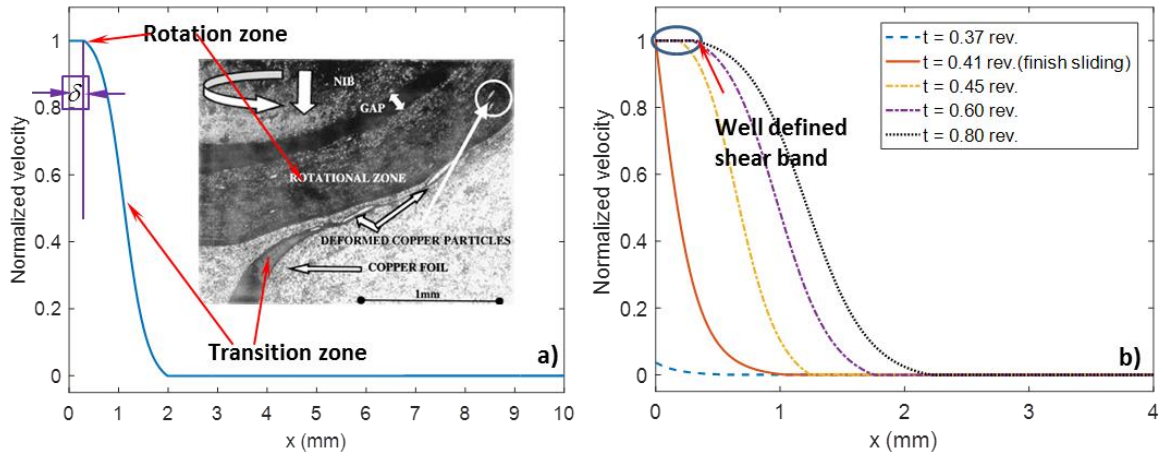 Rotation zone
δ
NIB
GAP
ROTATIONAL ZONE
DEFORMED COPPER PARTICLES
COPPER FOIL
1mm
Transition zone
a)
Normalized velocity
1
0.8
0.6
0.4
0.2
0
0 1 2 3 4 5 6 7 8 9 10
x (mm)
t = 0.37 rev.
t = 0.41 rev.(finish sliding)
t = 0.45 rev.
t = 0.60 rev.
t = 0.80 rev.
Well defined
shear band
b)
Normalized velocity
1
0.8
0.6
0.4
0.2
0
0 1 2 3 4
x (mm)